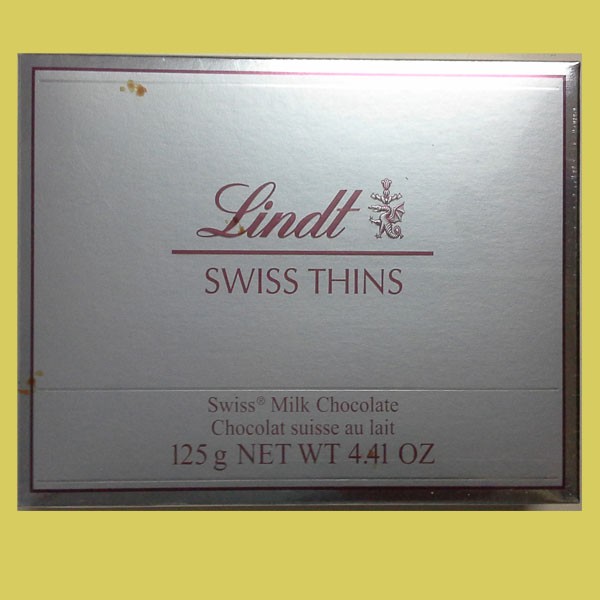 Lindt
SWISS THINS
Swiss® Milk Chocolate
Chocolat suisse au lait
125 g NET WT 4.41 OZ